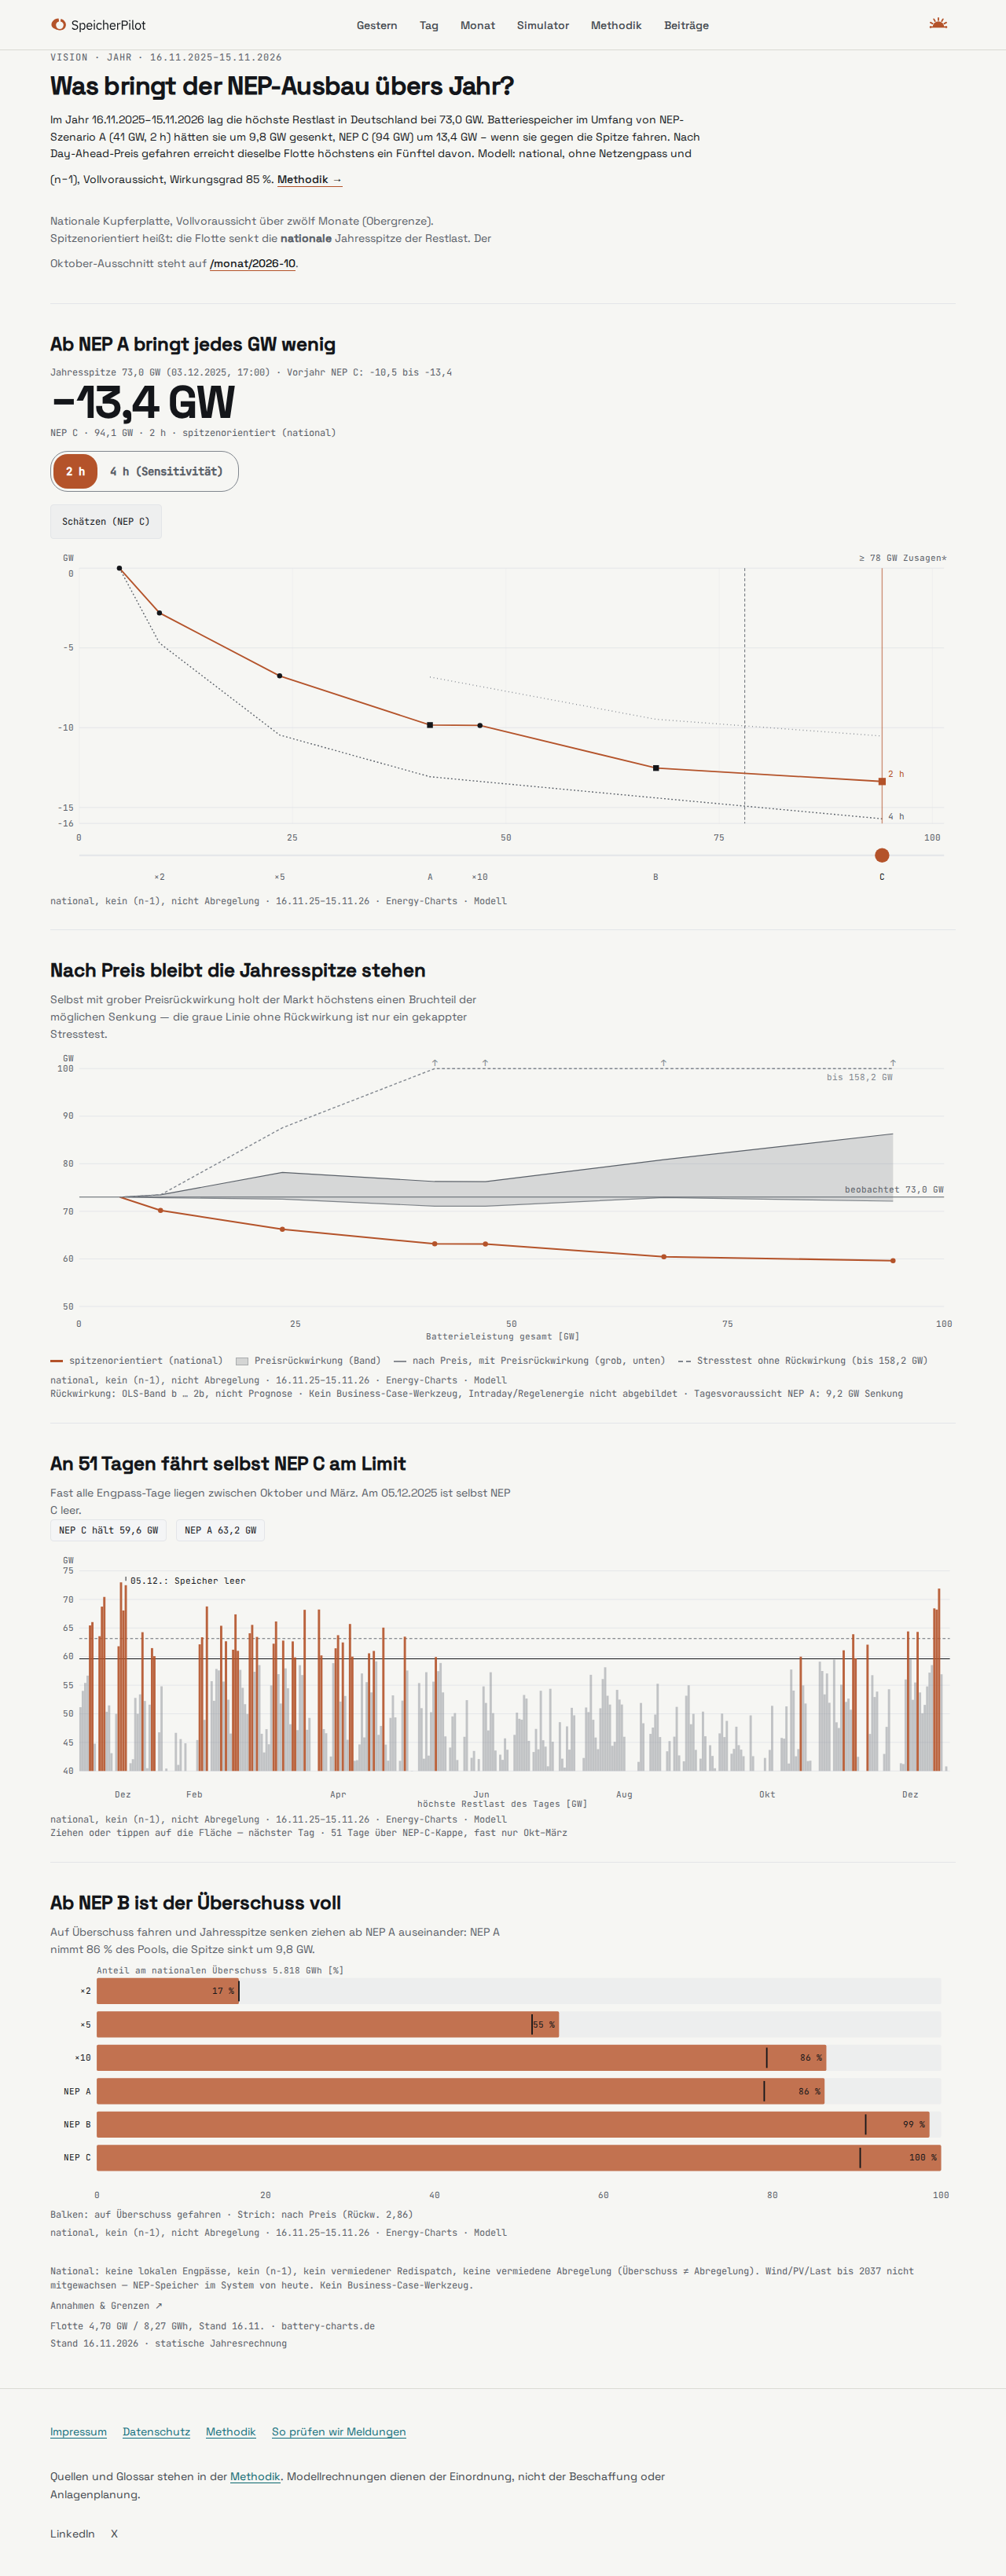 SpeicherPilot
Gestern Tag Monat Simulator Methodik Beiträge
VISION · JAHR · 16.11.2025–15.11.2026
Was bringt der NEP-Ausbau übers Jahr?
Im Jahr 16.11.2025–15.11.2026 lag die höchste Restlast in Deutschland bei 73,0 GW. Batteriespeicher im Umfang von NEP-
Szenario A (41 GW, 2 h) hätten sie um 9,8 GW gesenkt, NEP C (94 GW) um 13,4 GW – wenn sie gegen die Spitze fahren. Nach
Day-Ahead-Preis gefahren erreicht dieselbe Flotte höchstens ein Fünftel davon. Modell: national, ohne Netzengpass und
(n−1), Vollvoraussicht, Wirkungsgrad 85 %. Methodik →
Nationale Kupferplatte, Vollvoraussicht über zwölf Monate (Obergrenze).
Spitzenorientiert heißt: die Flotte senkt die nationale Jahresspitze der Restlast. Der
Oktober-Ausschnitt steht auf /monat/2026-10.
Ab NEP A bringt jedes GW wenig
Jahresspitze 73,0 GW (03.12.2025, 17:00) · Vorjahr NEP C: -10,5 bis -13,4
−13,4 GW
NEP C · 94,1 GW · 2 h · spitzenorientiert (national)
2 h 4 h (Sensitivität)
Schätzen (NEP C)
GW ≥ 78 GW Zusagen*
0
-5
-10
2 h
-15
4 h
-16
0 25 50 75 100
×2 ×5 A ×10 B C
national, kein (n-1), nicht Abregelung · 16.11.25–15.11.26 · Energy-Charts · Modell
Nach Preis bleibt die Jahresspitze stehen
Selbst mit grober Preisrückwirkung holt der Markt höchstens einen Bruchteil der
möglichen Senkung — die graue Linie ohne Rückwirkung ist nur ein gekappter
Stresstest.
GW ↑ ↑ ↑ ↑
100
bis 158,2 GW
90
80
beobachtet 73,0 GW
70
60
50
0 25 50 75 100
Batterieleistung gesamt [GW]
spitzenorientiert (national) Preisrückwirkung (Band) nach Preis, mit Preisrückwirkung (grob, unten) Stresstest ohne Rückwirkung (bis 158,2 GW)
national, kein (n-1), nicht Abregelung · 16.11.25–15.11.26 · Energy-Charts · Modell
Rückwirkung: OLS-Band b … 2b, nicht Prognose · Kein Business-Case-Werkzeug, Intraday/Regelenergie nicht abgebildet · Tagesvoraussicht NEP A: 9,2 GW Senkung
An 51 Tagen fährt selbst NEP C am Limit
Fast alle Engpass-Tage liegen zwischen Oktober und März. Am 05.12.2025 ist selbst NEP
C leer.
NEP C hält 59,6 GW NEP A 63,2 GW
GW
75
05.12.: Speicher leer
70
65
60
55
50
45
40
Dez Feb Apr Jun Aug Okt Dez
höchste Restlast des Tages [GW]
national, kein (n-1), nicht Abregelung · 16.11.25–15.11.26 · Energy-Charts · Modell
Ziehen oder tippen auf die Fläche — nächster Tag · 51 Tage über NEP-C-Kappe, fast nur Okt–März
Ab NEP B ist der Überschuss voll
Auf Überschuss fahren und Jahresspitze senken ziehen ab NEP A auseinander: NEP A
nimmt 86 % des Pools, die Spitze sinkt um 9,8 GW.
Anteil am nationalen Überschuss 5.818 GWh [%]
×2 17 %
×5 55 %
×10 86 %
NEP A 86 %
NEP B 99 %
NEP C 100 %
0 20 40 60 80 100
Balken: auf Überschuss gefahren · Strich: nach Preis (Rückw. 2,86)
national, kein (n-1), nicht Abregelung · 16.11.25–15.11.26 · Energy-Charts · Modell
National: keine lokalen Engpässe, kein (n-1), kein vermiedener Redispatch, keine vermiedene Abregelung (Überschuss ≠ Abregelung). Wind/PV/Last bis 2037 nicht
mitgewachsen — NEP-Speicher im System von heute. Kein Business-Case-Werkzeug.
Annahmen & Grenzen ↗
Flotte 4,70 GW / 8,27 GWh, Stand 16.11. · battery-charts.de
Stand 16.11.2026 · statische Jahresrechnung
Impressum Datenschutz Methodik So prüfen wir Meldungen
Quellen und Glossar stehen in der Methodik. Modellrechnungen dienen der Einordnung, nicht der Beschaffung oder
Anlagenplanung.
LinkedIn X